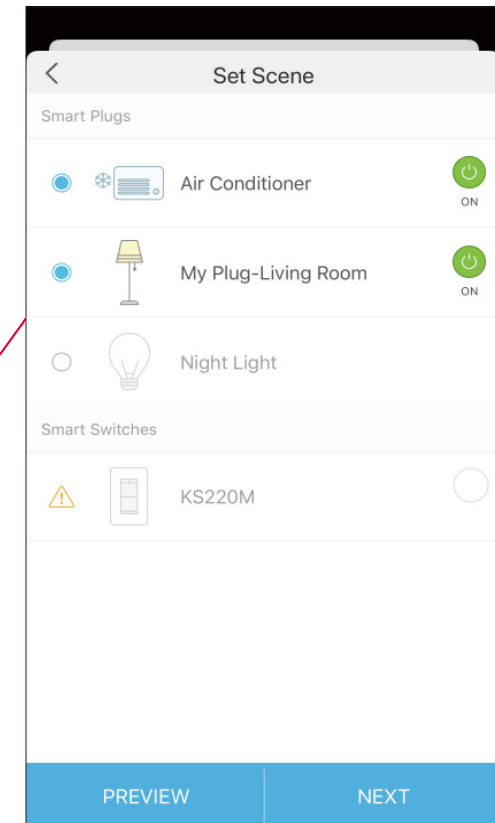 Set Scene
Smart Plugs
Air Conditioner
ON
My Plug-Living Room
ON
Night Light
Smart Switches
KS220M
PREVIEW NEXT